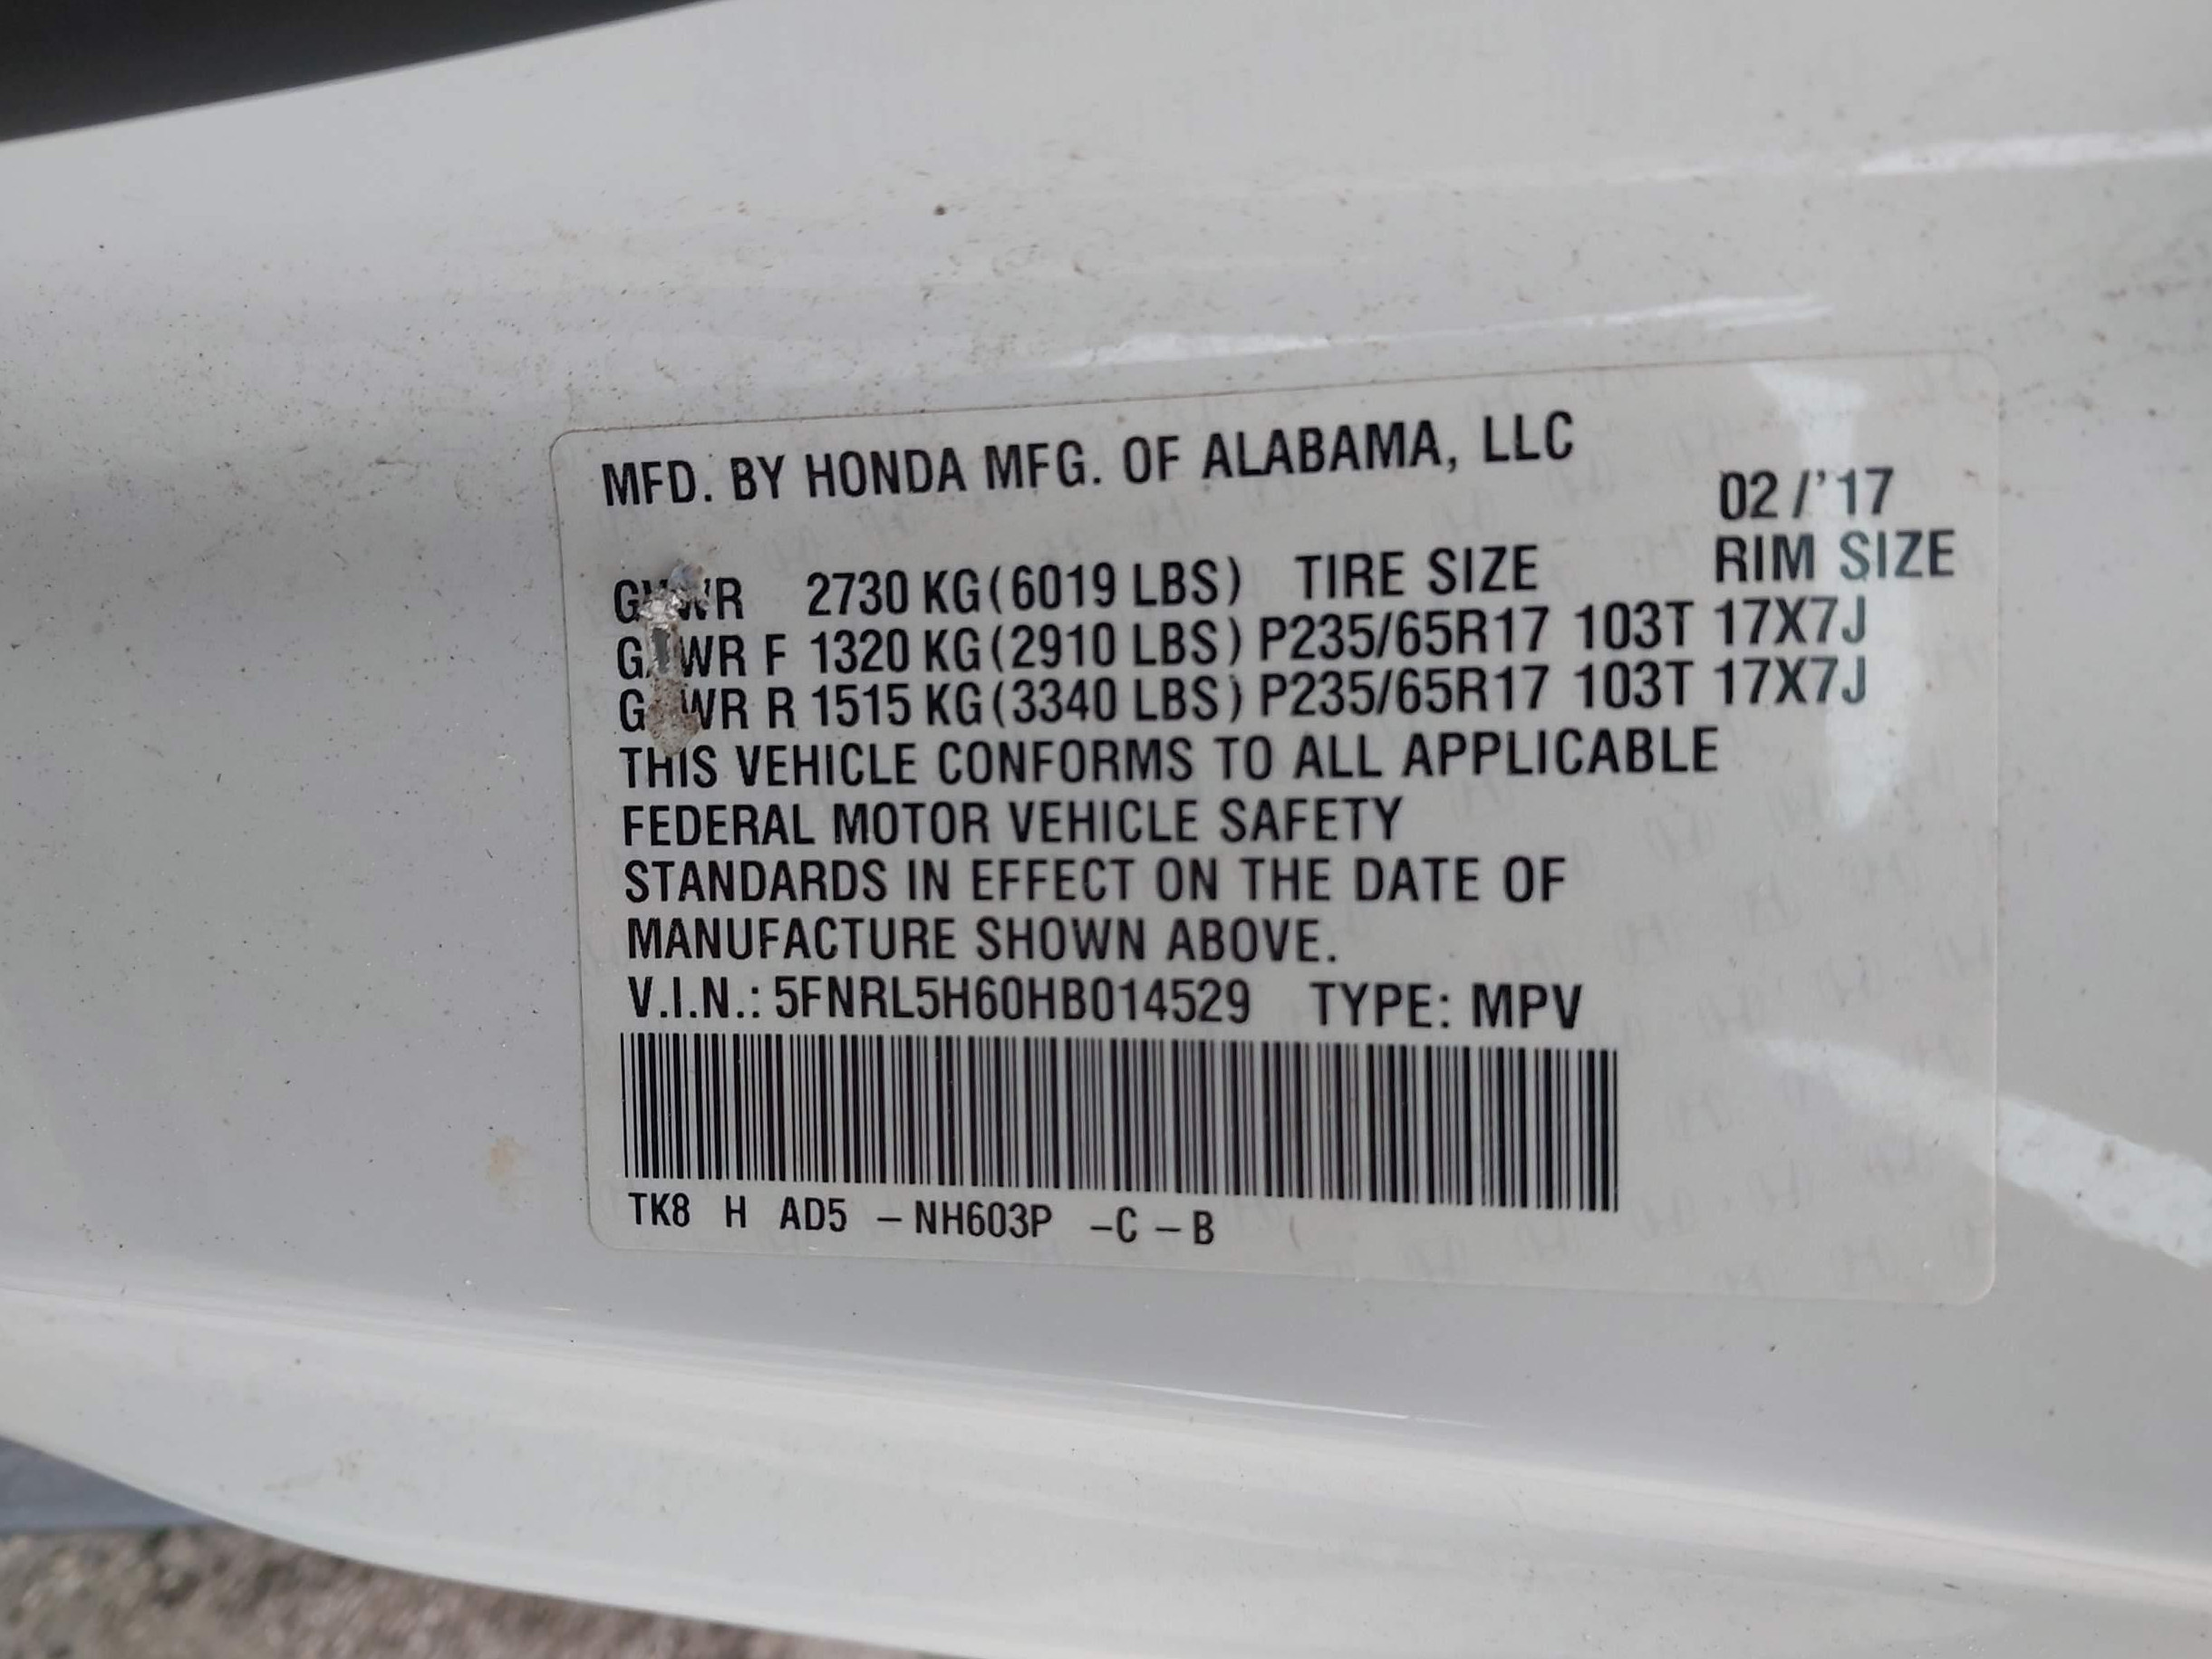 MFD. BY HONDA MFG. OF ALABAMA, LLC
02 /'17
2730 KG (6019 LBS) TIRE SIZE RIM SIZE
F 1320 KG (2910 LBS) P235/65R17 103T 17X7J
R 1515 KG (3340 LBS) P235/65R17 103T 17X7J
THIS VEHICLE CONFORMS TO ALL APPLICABLE
FEDERAL MOTOR VEHICLE SAFETY
STANDARDS IN EFFECT ON THE DATE OF
MANUFACTURE SHOWN ABOVE.
V.I.N.: 5FNRL5H60HB014529 TYPE: MPV
TK8 H AD5 – NH603P –C – B